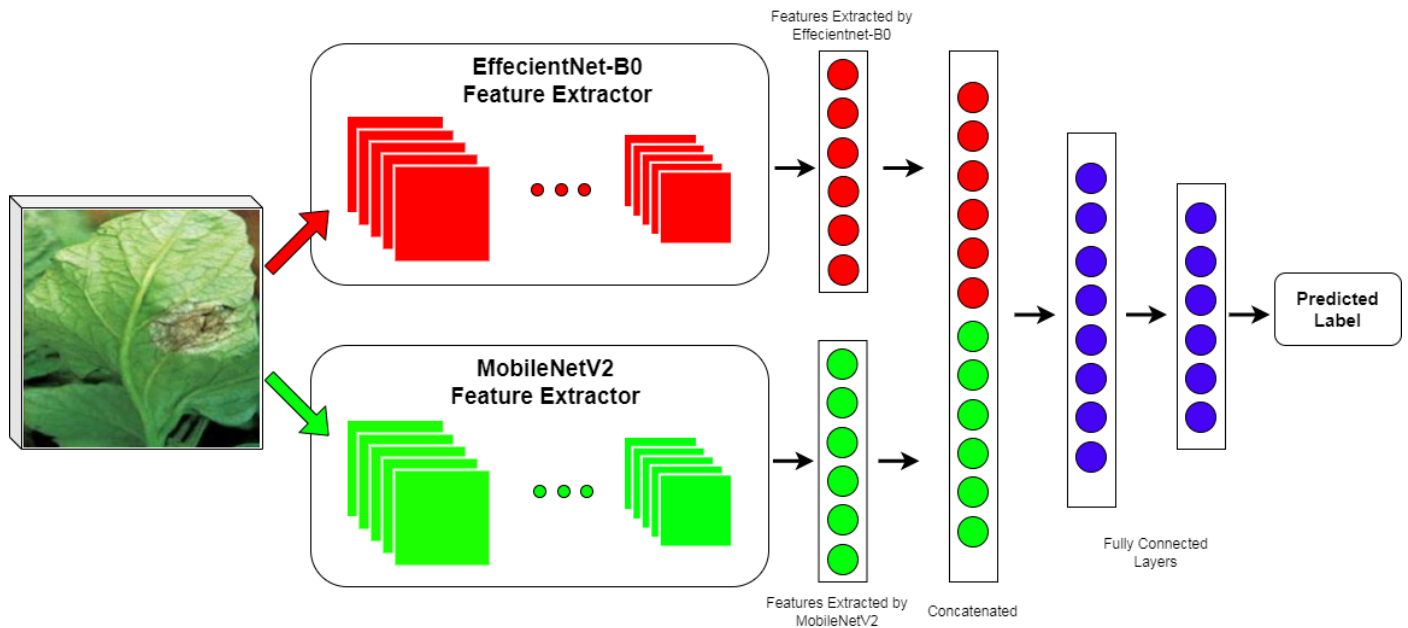 Features Extracted by
Effecientnet-B0
EffecientNet-B0
Feature Extractor
MobileNetV2
Feature Extractor
Predicted
Label
Fully Connected
Layers
Features Extracted by
MobileNetV2
Concatenated